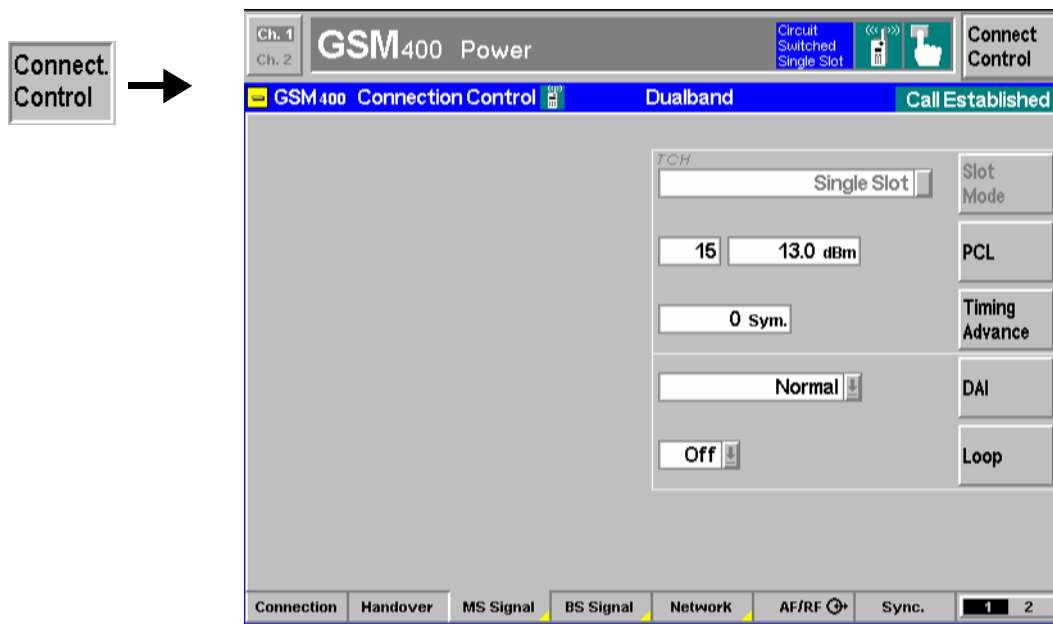 Connect.
Control
Ch. 1
Ch. 2
GSM400 Power
Circuit
Switched
Single Slot
Connect
Control
GSM400 Connection Control
Dualband
Call Established
TCH
Single Slot
Slot
Mode
15
13.0 dBm
PCL
0 Sym.
Timing
Advance
Normal
DAI
Off
Loop
Connection
Handover
MS Signal
BS Signal
Network
AF/RF
Sync.
1 2